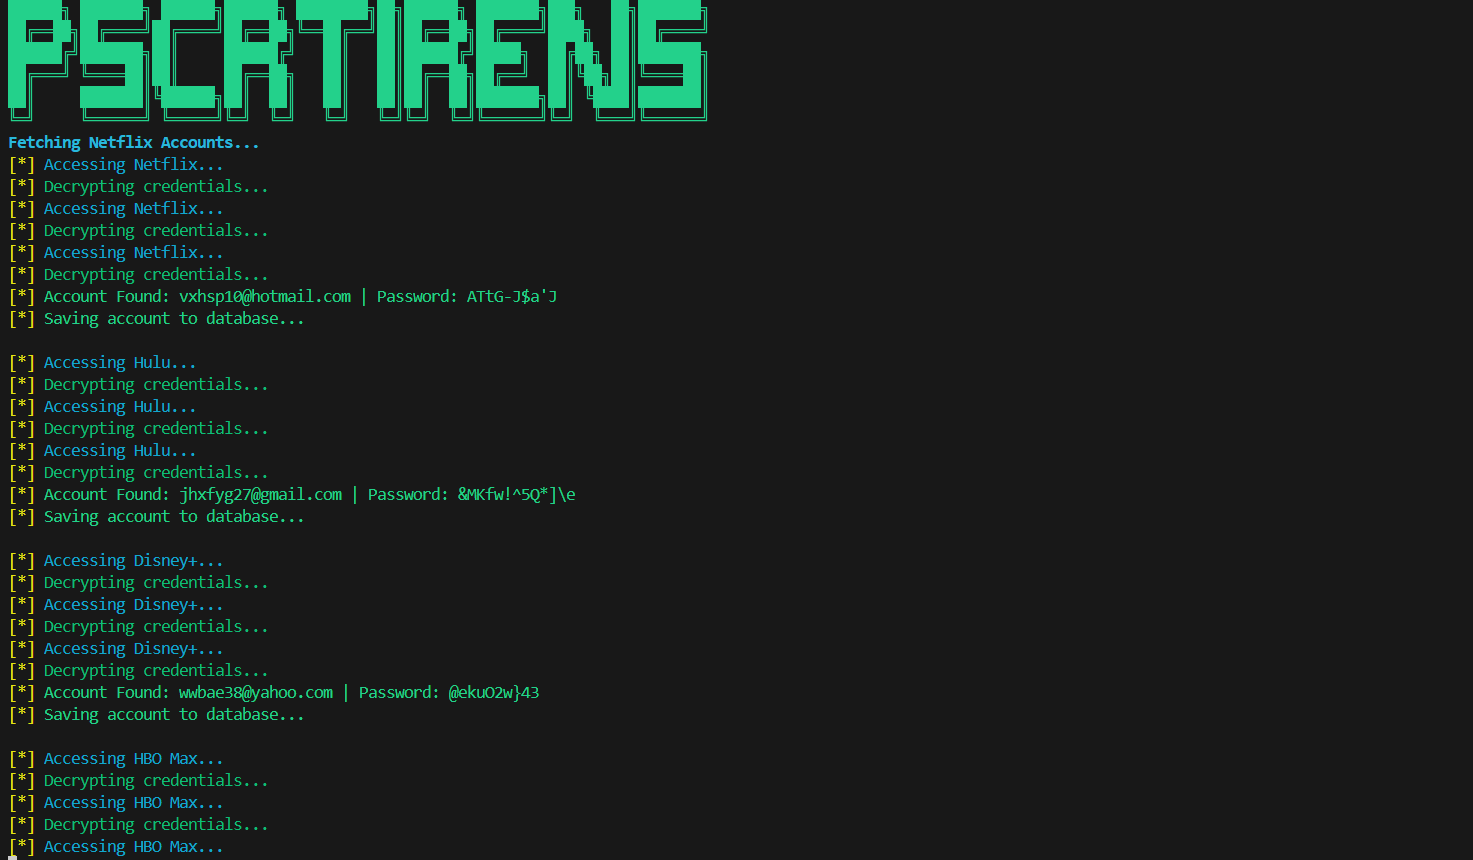 PSCRTIRENS
Fetching Netflix Accounts...
[*] Accessing Netflix...
[*] Decrypting credentials...
[*] Accessing Netflix...
[*] Decrypting credentials...
[*] Accessing Netflix...
[*] Decrypting credentials...
[*] Account Found: vxhsp10@hotmail.com | Password: ATtG-J$a'J
[*] Saving account to database...
[*] Accessing Hulu...
[*] Decrypting credentials...
[*] Accessing Hulu...
[*] Decrypting credentials...
[*] Accessing Hulu...
[*] Decrypting credentials...
[*] Account Found: jhxfyg27@gmail.com | Password: &MKfw!^5Q*]\e
[*] Saving account to database...
[*] Accessing Disney+...
[*] Decrypting credentials...
[*] Accessing Disney+...
[*] Decrypting credentials...
[*] Accessing Disney+...
[*] Decrypting credentials...
[*] Account Found: wwbae38@yahoo.com | Password: @ekuO2w}43
[*] Saving account to database...
[*] Accessing HBO Max...
[*] Decrypting credentials...
[*] Accessing HBO Max...
[*] Decrypting credentials...
[*] Accessing HBO Max...